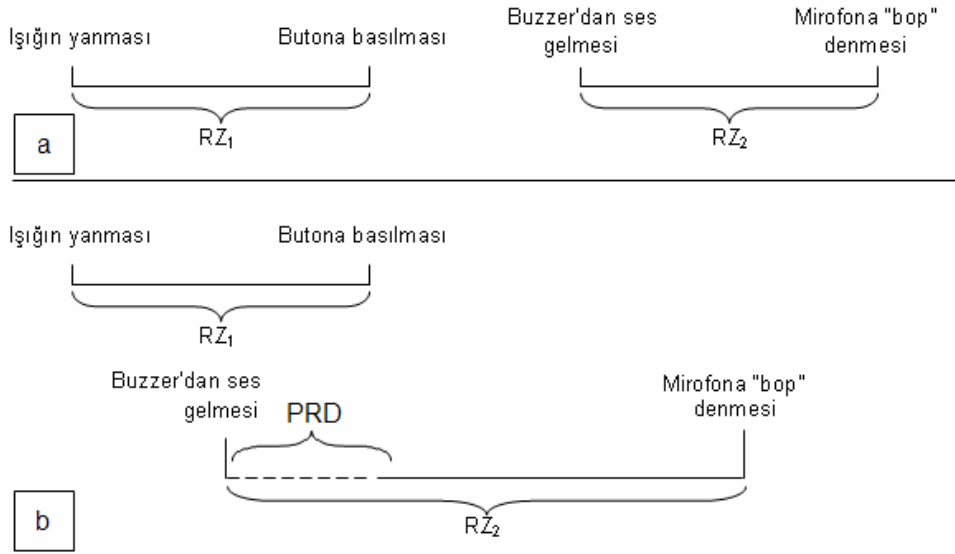 Işığın yanması
Butona basılması
Buzzer'dan ses
gelmesi
Mirofona "bop"
denmesi
RZ₁
RZ₂
a
Işığın yanması
Butona basılması
RZ₁
Buzzer'dan ses
gelmesi
PRD
Mirofona "bop"
denmesi
RZ₂
b